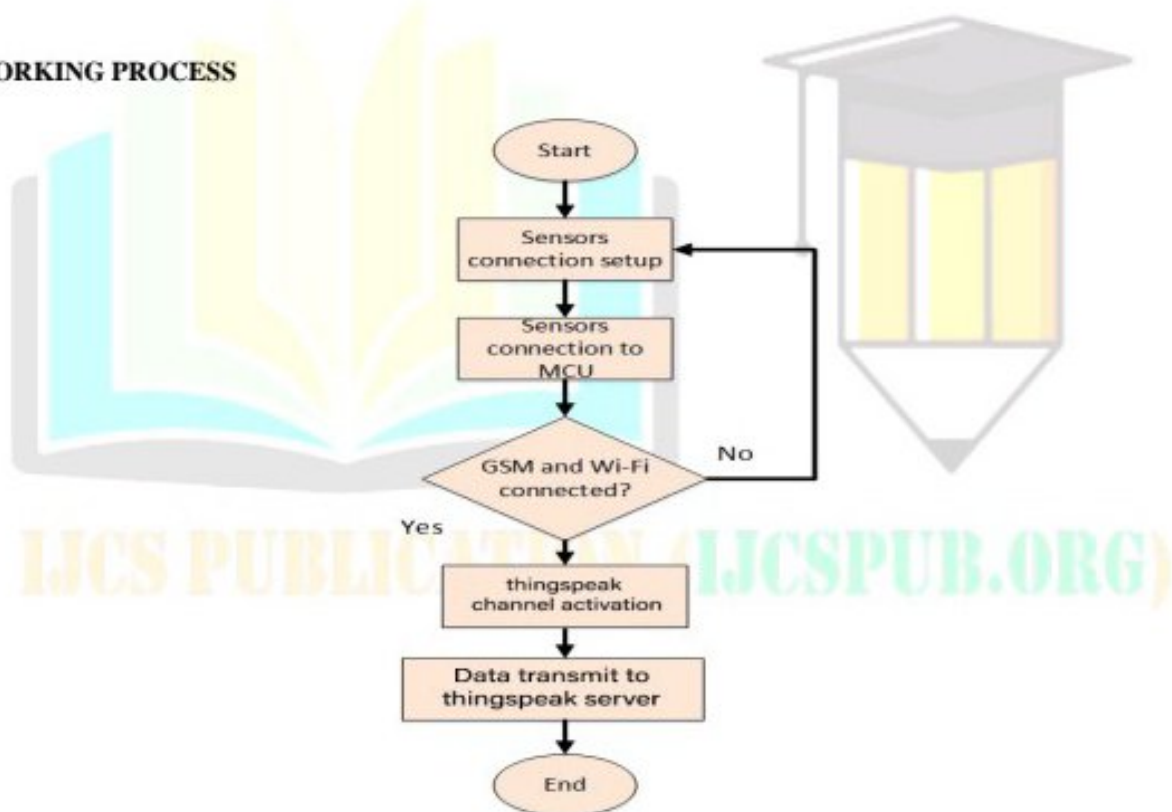 ORKING PROCESS
Start
Sensors
connection setup
Sensors
connection to
MCU
GSM and Wi-Fi
connected?
No
Yes
IJCS PUBLICATION (IJCSPUB.ORG)
thingspeak
channel activation
Data transmit to
thingspeak server
End